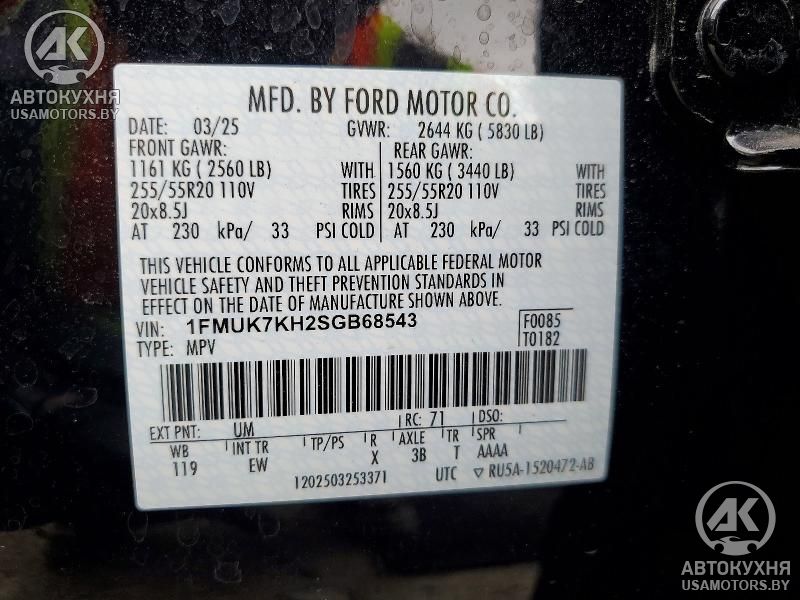 AK
АВТОКУХНЯ
USAMOTORS.BY
MFD. BY FORD MOTOR CO.
DATE: 03/25 GVWR: 2644 KG ( 5830 LB)
FRONT GAWR: REAR GAWR:
1161 KG ( 2560 LB) WITH 1560 KG ( 3440 LB) WITH
255/55R20 110V TIRES 255/55R20 110V TIRES
20x8.5J RIMS 20x8.5J RIMS
AT 230 kPa/ 33 PSI COLD AT 230 kPa/ 33 PSI COLD
THIS VEHICLE CONFORMS TO ALL APPLICABLE FEDERAL MOTOR
VEHICLE SAFETY AND THEFT PREVENTION STANDARDS IN
EFFECT ON THE DATE OF MANUFACTURE SHOWN ABOVE.
VIN: 1FMUK7KH2SGB68543 F0085
TYPE: MPV T0182
EXT PNT: UM RC: 71 DSO:
WB INT TR TP/PS R AXLE TR SPR
119 EW X 3B T AAAA
1202503253371 UTC ▽ RU5A-1520472-AB
AK
АВТОКУХНЯ
USAMOTORS.BY